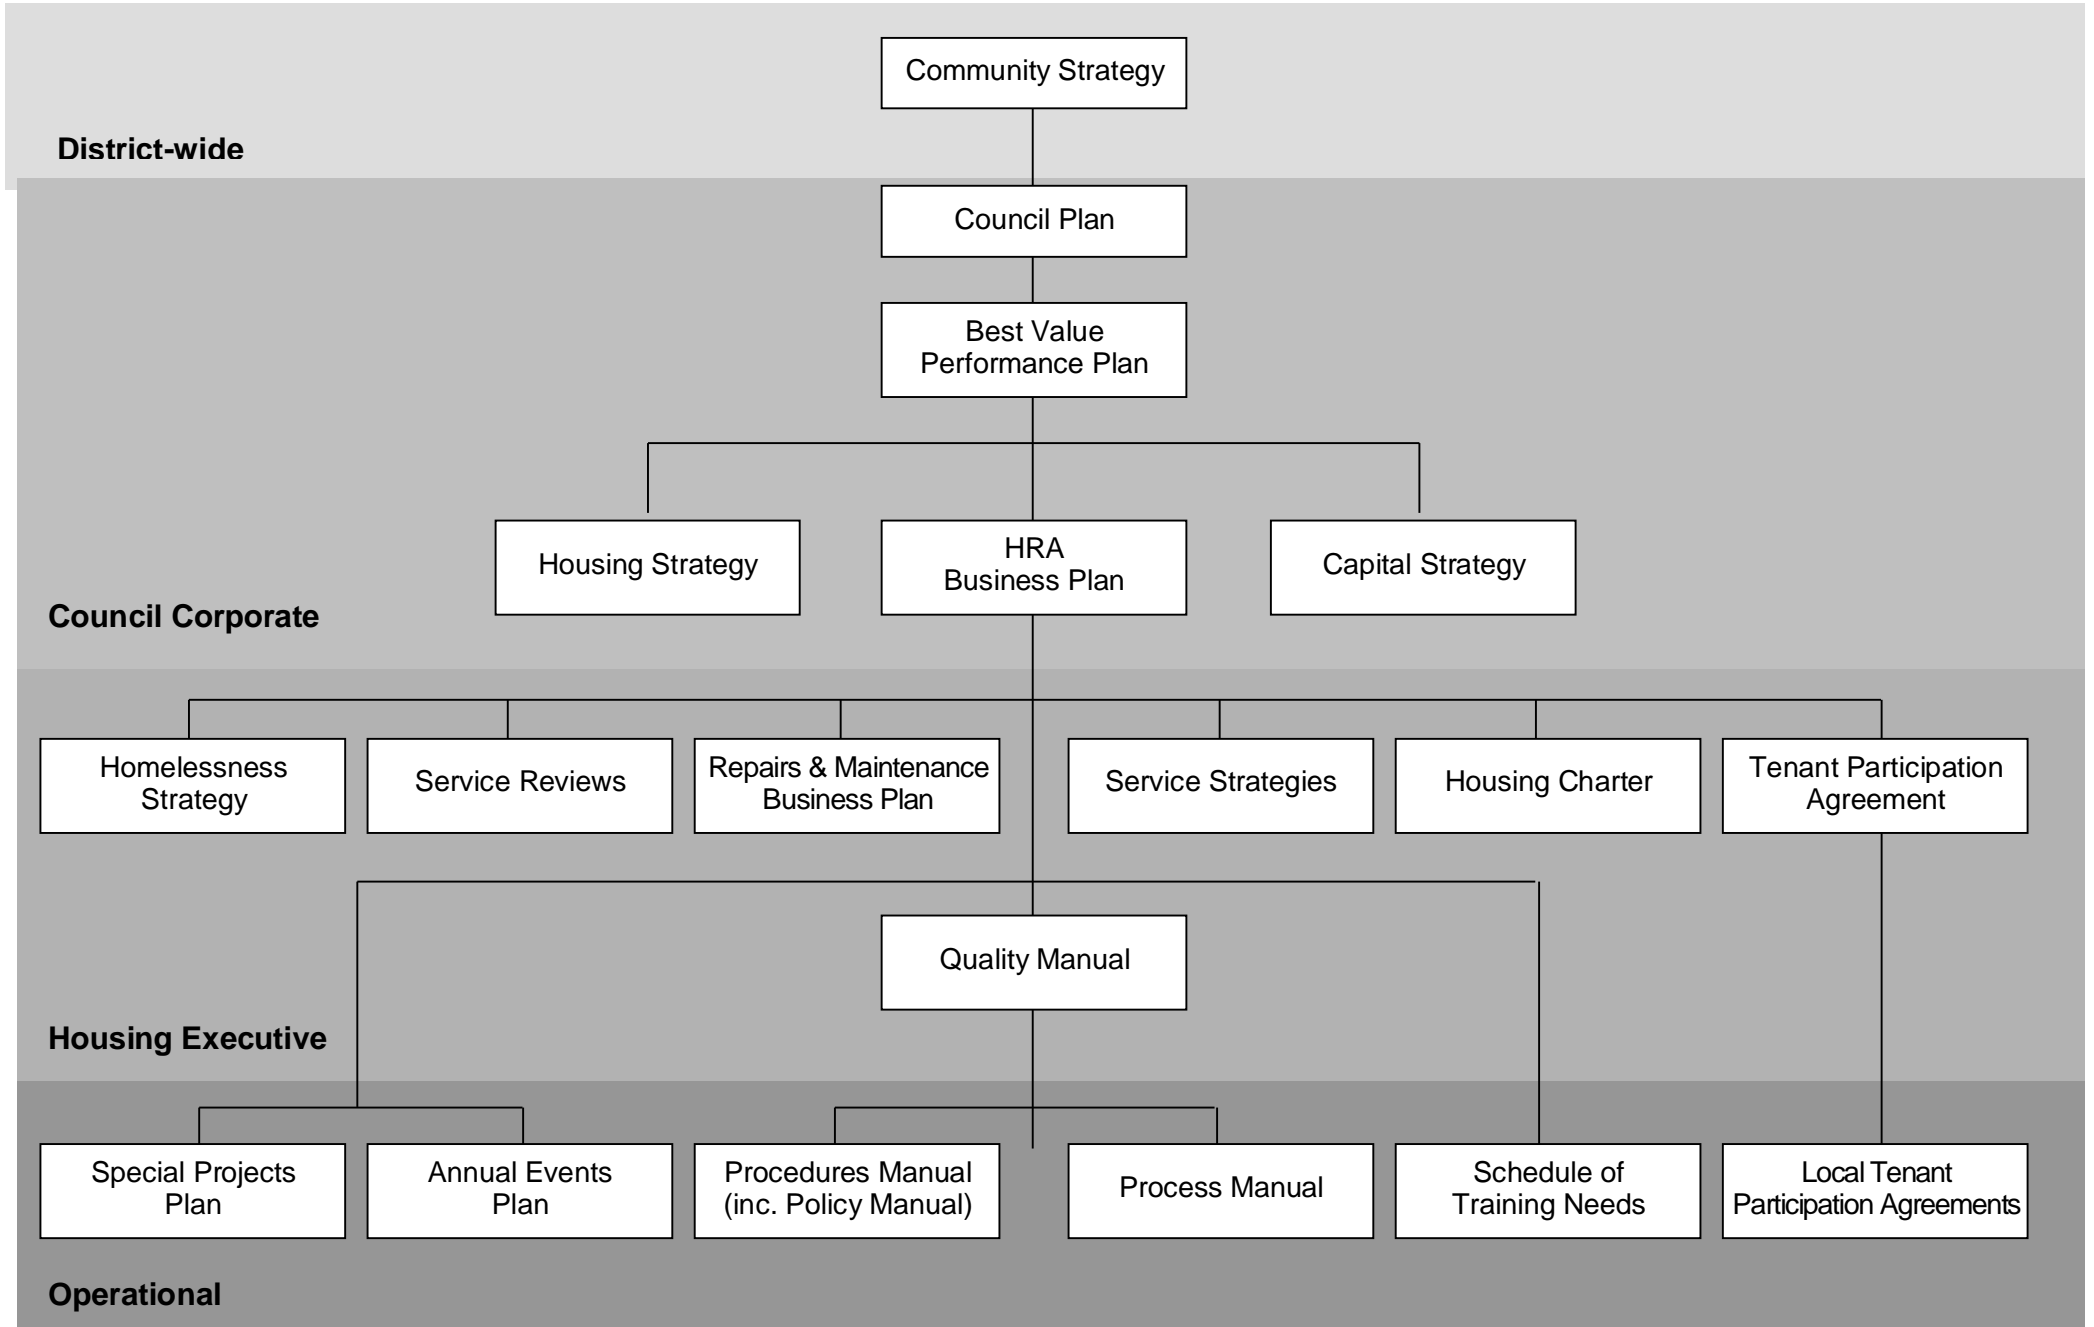 Community Strategy
District-wide
Council Plan
Best Value
Performance Plan
Housing Strategy
HRA
Business Plan
Capital Strategy
Council Corporate
Homelessness
Strategy
Service Reviews
Repairs & Maintenance
Business Plan
Service Strategies
Housing Charter
Tenant Participation
Agreement
Quality Manual
Housing Executive
Special Projects
Plan
Annual Events
Plan
Procedures Manual
(inc. Policy Manual)
Process Manual
Schedule of
Training Needs
Local Tenant
Participation Agreements
Operational